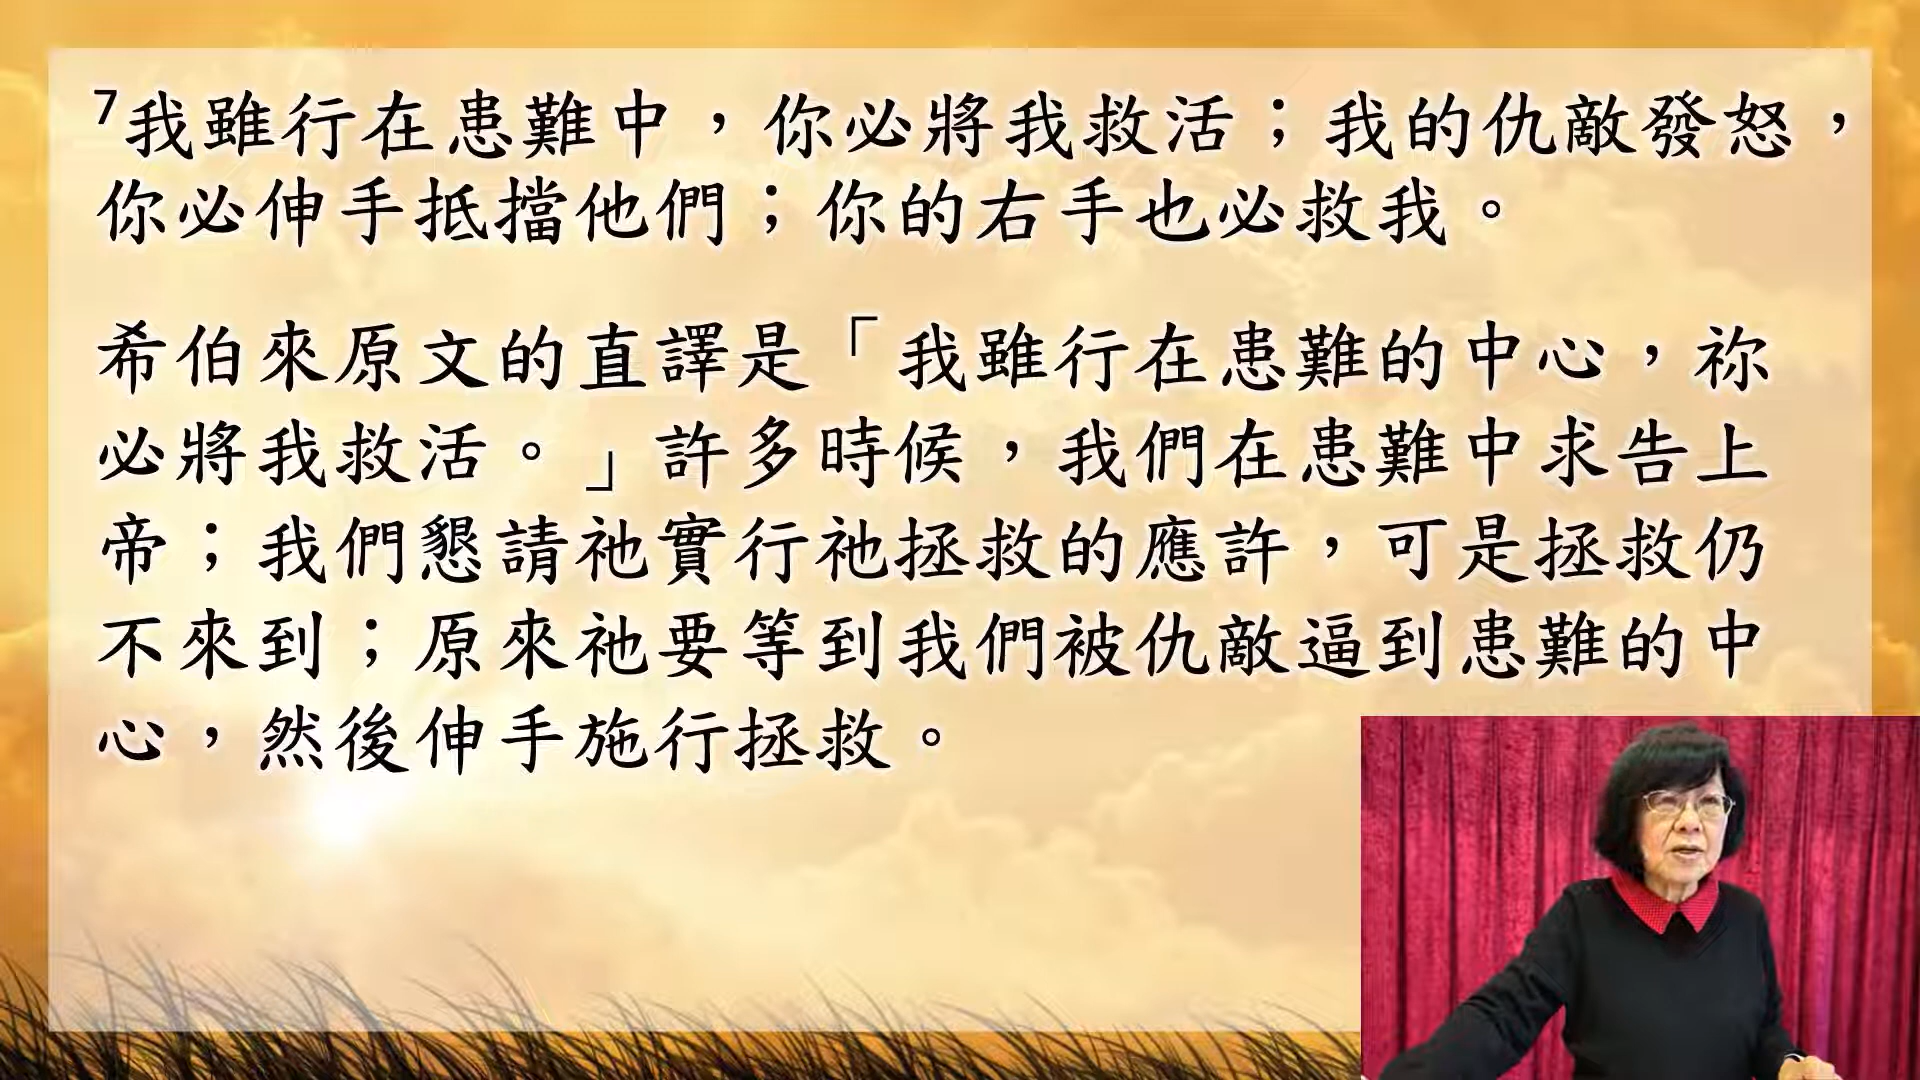 7我雖行在患難中，你必將我救活；我的仇敵發怒，
你必伸手抵擋他們；你的右手也必救我。
希伯來原文的直譯是「我雖行在患難的中心，祢
必將我救活。」許多時候，我們在患難中求告上
帝；我們懇請祂實行祂拯救的應許，可是拯救仍
不來到；原來祂要等到我們被仇敵逼到患難的中
心，然後伸手施行拯救。